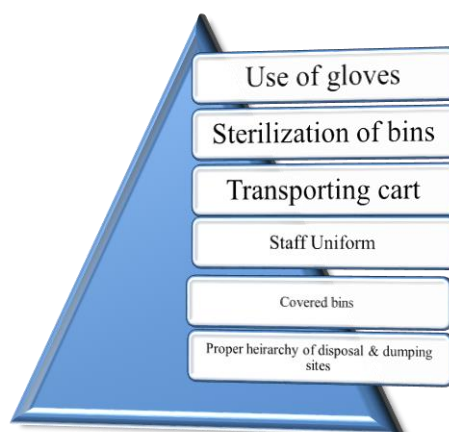 Use of gloves
Sterilization of bins
Transporting cart
Staff Uniform
Covered bins
Proper heirarchy of disposal & dumping
sites